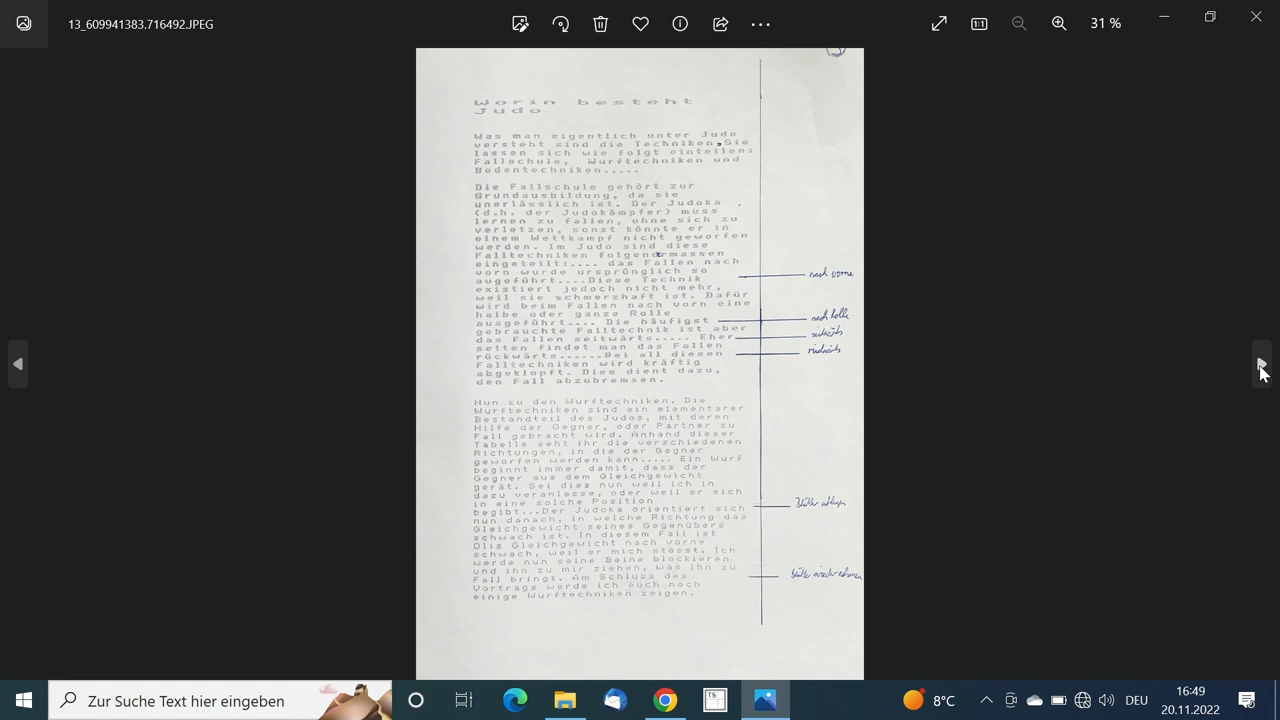 13_609941383.716492.JPEG
31 %
Worin besteht
Judo
Was man eigentlich unter Judo
versteht sind die Techniken,Sie
lassen sich wie folgt einteilen:
Fallschule, Wurftechniken und
Bodentechniken.....
Die Fallschule gehört zur
Grundausbildung, da sie
unerlässlich ist. Der Judoka
(d.h. der Judokämpfer) muss
lernen zu fallen, ohne sich zu
verletzen, sonst könnte er in
einem Wettkampf nicht geworfen
werden. Im Judo sind diese
Falltechniken folgendermassen
eingeteilt:.... das Fallen nach
vorn wurde ursprünglich so
augeführt....Diese Technik
nach vorne
existiert jedoch nicht mehr,
weil sie schmerzhaft ist. Dafür
wird beim Fallen nach vorn eine
halbe oder ganze Rolle
ausgeführt.... Die häufigst
nach Rolle
gebrauchte Falltechnik ist aber
das Fallen seitwärts..... Eher
seitwärts
selten findet man das Fallen
rückwärts......Bei all diesen
rückwärts
Falltechniken wird kräftig
abgeklopft. Dies dient dazu,
den Fall abzubremsen.
Nun zu den Wurftechniken. Die
Wurftechniken sind ein elementarer
Bestandteil des Judos, mit deren
Hilfe der Gegner, oder Partner zu
Fall gebracht wird. Anhand dieser
Tabelle seht ihr die verschiedenen
Richtungen, in die der Gegner
geworfen werden kann..... Ein Wurf
beginnt immer damit, dass der
Gegner aus dem Gleichgewicht
gerät. Sei dies nun weil ich in
dazu veranlasse, oder weil er sich
in eine solche Position
begibt...Der Judoka orientiert sich
nun danach, in welche Richtung das
Gleichgewicht seines Gegenübers
schwach ist. In diesem Fall ist
Olis Gleichgewicht nach vorne
schwach, weil er mich stösst. Ich
werde nun seine Beine blockieren
und ihn zu mir ziehen, was ihn zu
Fall bringt. Am Schluss des
Vortrags werde ich euch noch
einige Wurftechniken zeigen.
Zur Suche Text hier eingeben
8°C
DEU
16:49
20.11.2022